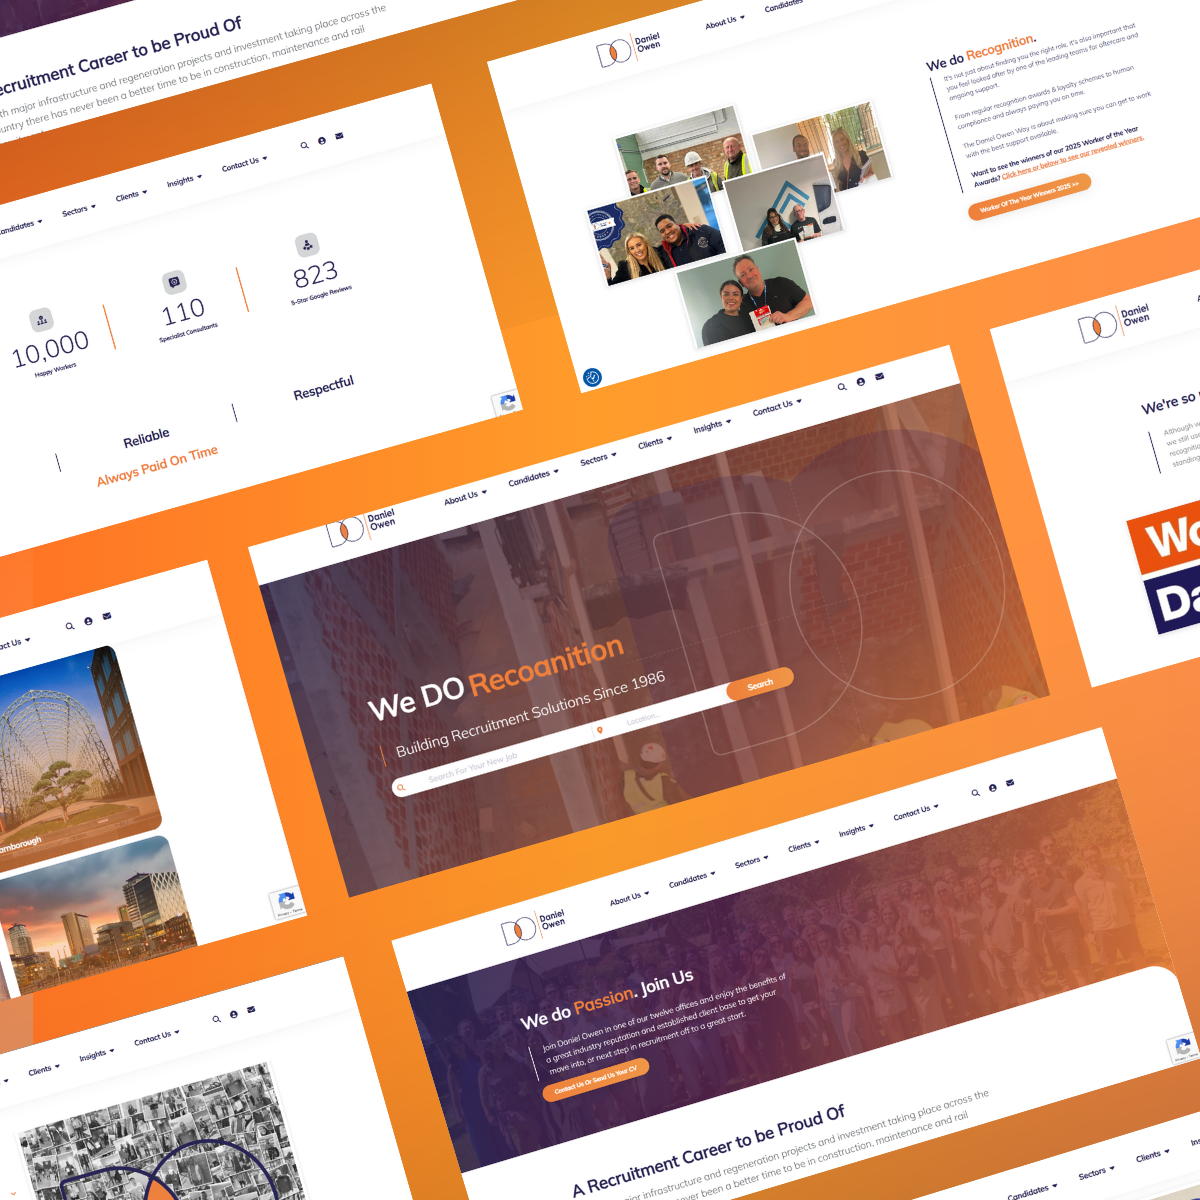 Recruitment Career to be Proud Of
major infrastructure and regeneration projects and investment taking place across the
country there has never been a better time to be in construction, maintenance and rail
Candidates
Sectors
Clients
Insights
Contact Us
10,000
Happy Workers
110
Specialist Consultants
823
5-Star Google Reviews
Reliable
Respectful
Always Paid On Time
Daniel
Owen
About Us
Candidates
We do Recognition.
It's not just about finding you the right role, it's also important that
you feel looked after by one of the leading teams for aftercare and
ongoing support.
From regular recognition awards & loyalty schemes to human
compliance and always paying you on time.
The Daniel Owen Way is about making sure you can get to work
with the best support available.
Want to see the winners of our 2025 Worker of the Year
Awards? Click here or below to see our revealed winners.
Worker Of The Year Winners 2025 >>
Daniel
Owen
We're so
Although w
we still us
recognitio
standing
Wo
Da
Daniel
Owen
About Us
Candidates
Sectors
Clients
Insights
Contact Us
We DO Recoanition
Building Recruitment Solutions Since 1986
Search For Your New Job
Location...
Search
act Us
arnborough
Privacy - Terms
Daniel
Owen
About Us
Candidates
Sectors
Clients
Insights
Contact Us
We do Passion. Join Us
Join Daniel Owen in one of our twelve offices and enjoy the benefits of
a great industry reputation and established client base to get your
move into, or next step in recruitment off to a great start.
Contact Us Or Send Us Your CV
A Recruitment Career to be Proud Of
major infrastructure and regeneration projects and investment taking place across the
never been a better time to be in construction, maintenance and rail
Clients
Insights
Contact Us
Candidates
Sectors
Clients
Ins